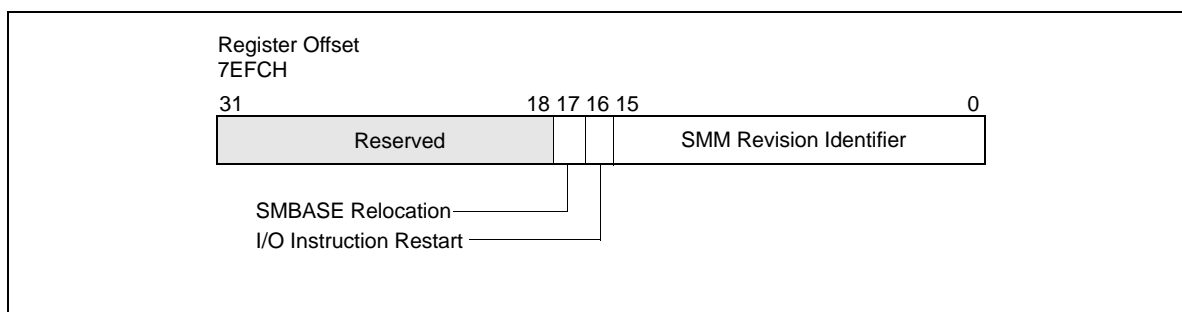 Register Offset
7EFCH
31 18 17 16 15 0
Reserved SMM Revision Identifier
SMBASE Relocation
I/O Instruction Restart